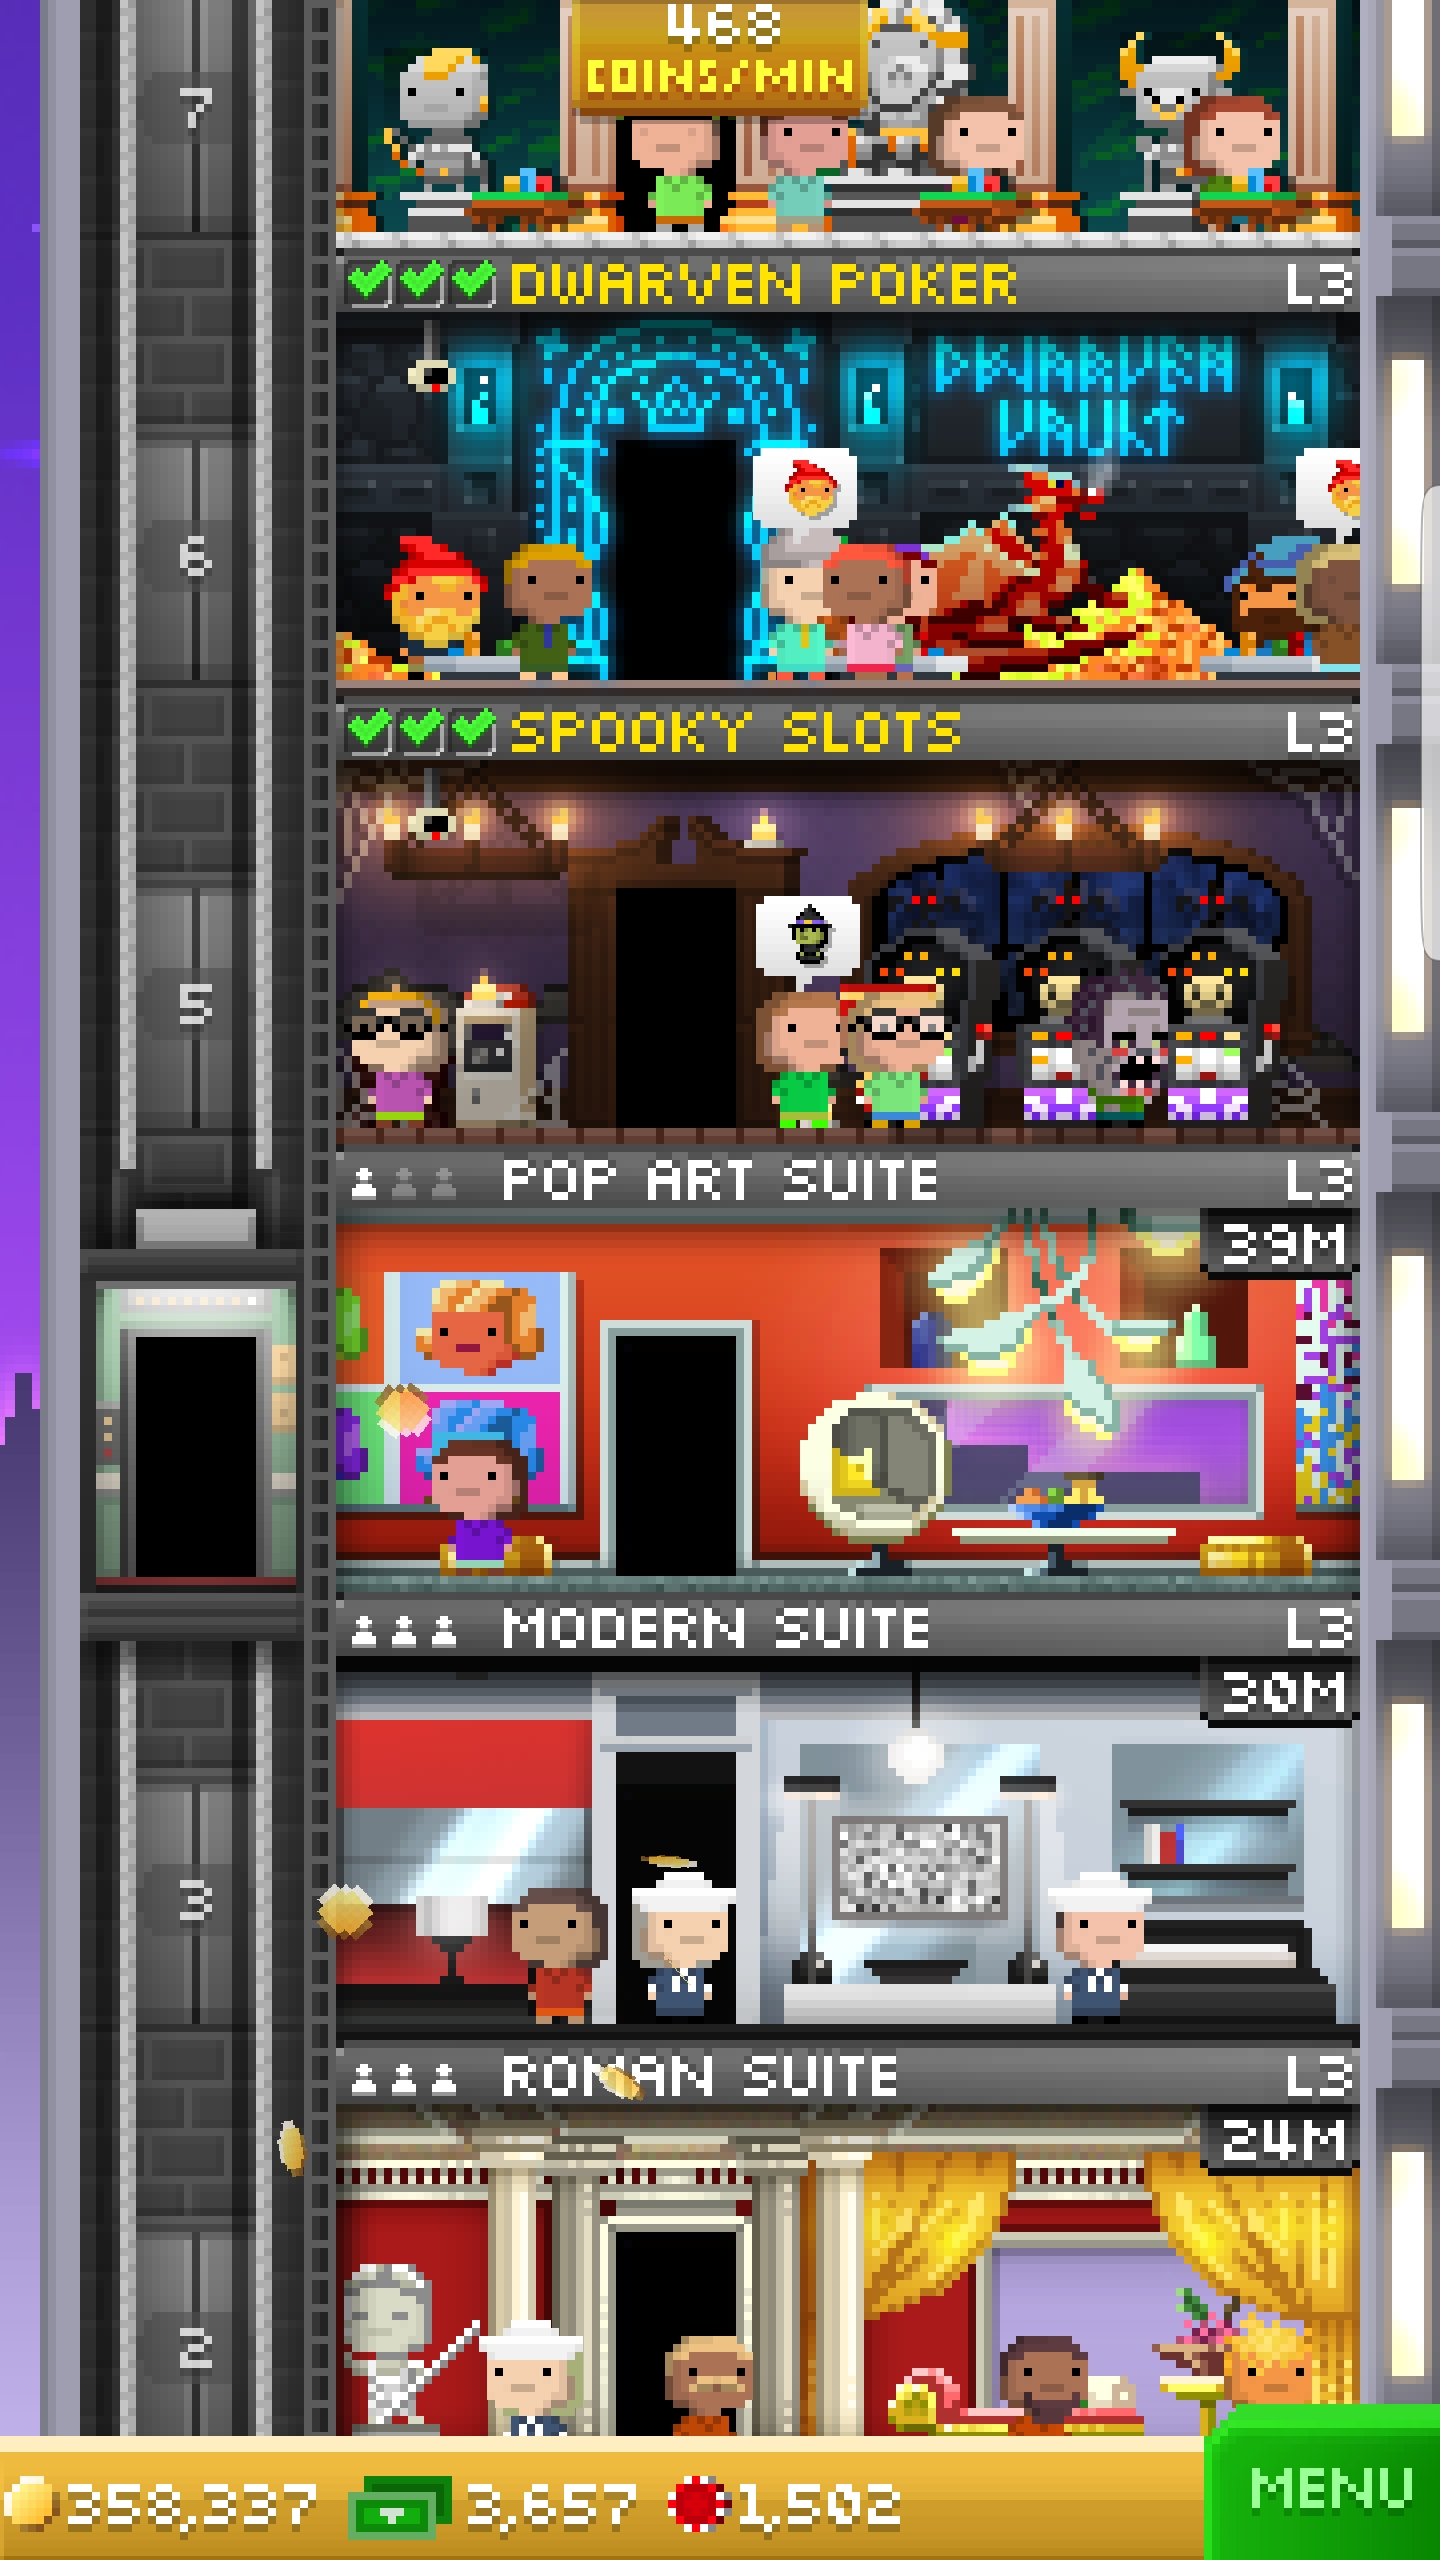 468
COINS/MIN
7
DWARVEN POKER L3
DWARVEN
VAULT
6
SPOOKY SLOTS L3
5
POP ART SUITE L3
39M
MODERN SUITE L3
30M
3
ROMAN SUITE L3
24M
2
358,337 3,657 1,502 MENU